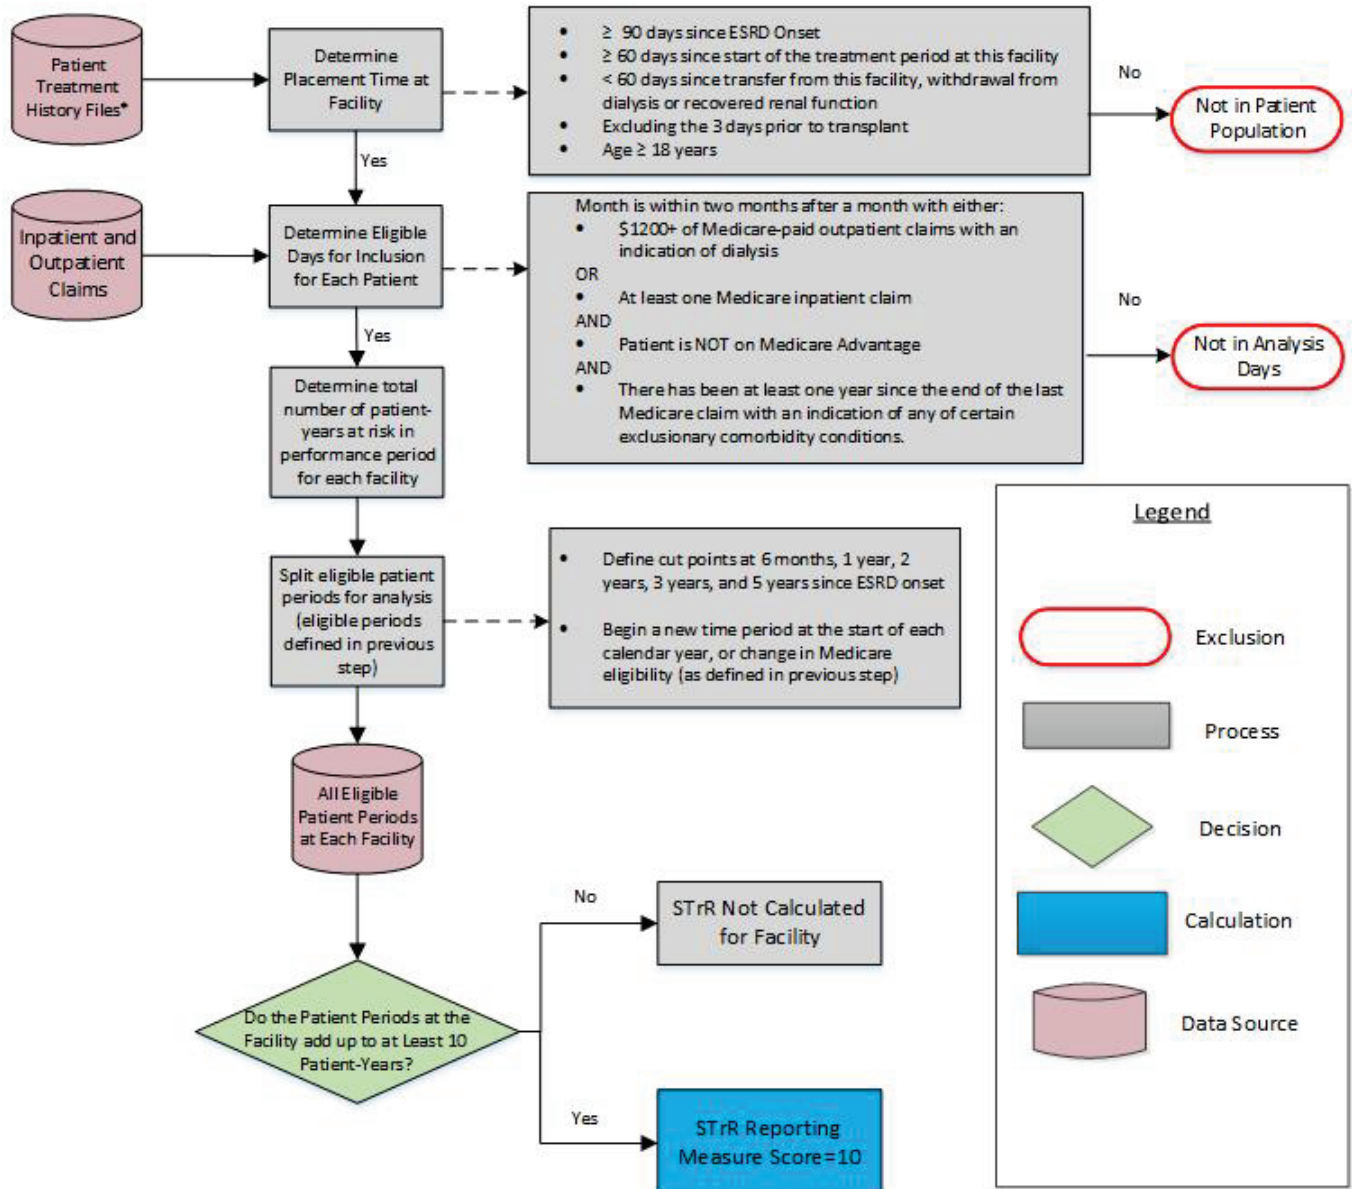 Patient
Treatment
History Files*
Determine
Placement Time at
Facility
• ≥ 90 days since ESRD Onset
• ≥ 60 days since start of the treatment period at this facility
• < 60 days since transfer from this facility, withdrawal from
dialysis or recovered renal function
• Excluding the 3 days prior to transplant
• Age ≥ 18 years
No
Not in Patient
Population
Yes
Inpatient and
Outpatient
Claims
Determine Eligible
Days for Inclusion
for Each Patient
Month is within two months after a month with either:
• $1200+ of Medicare-paid outpatient claims with an
indication of dialysis
OR
• At least one Medicare inpatient claim
AND
• Patient is NOT on Medicare Advantage
AND
• There has been at least one year since the end of the last
Medicare claim with an indication of any of certain
exclusionary comorbidity conditions.
No
Not in Analysis
Days
Yes
Determine total
number of patient-
years at risk in
performance period
for each facility
Split eligible patient
periods for analysis
(eligible periods
defined in previous
step)
• Define cut points at 6 months, 1 year, 2
years, 3 years, and 5 years since ESRD onset
• Begin a new time period at the start of each
calendar year, or change in Medicare
eligibility (as defined in previous step)
All Eligible
Patient Periods
at Each Facility
Do the Patient Periods at the
Facility add up to at Least 10
Patient-Years?
No
STrR Not Calculated
for Facility
Yes
STrR Reporting
Measure Score=10
Legend
Exclusion
Process
Decision
Calculation
Data Source